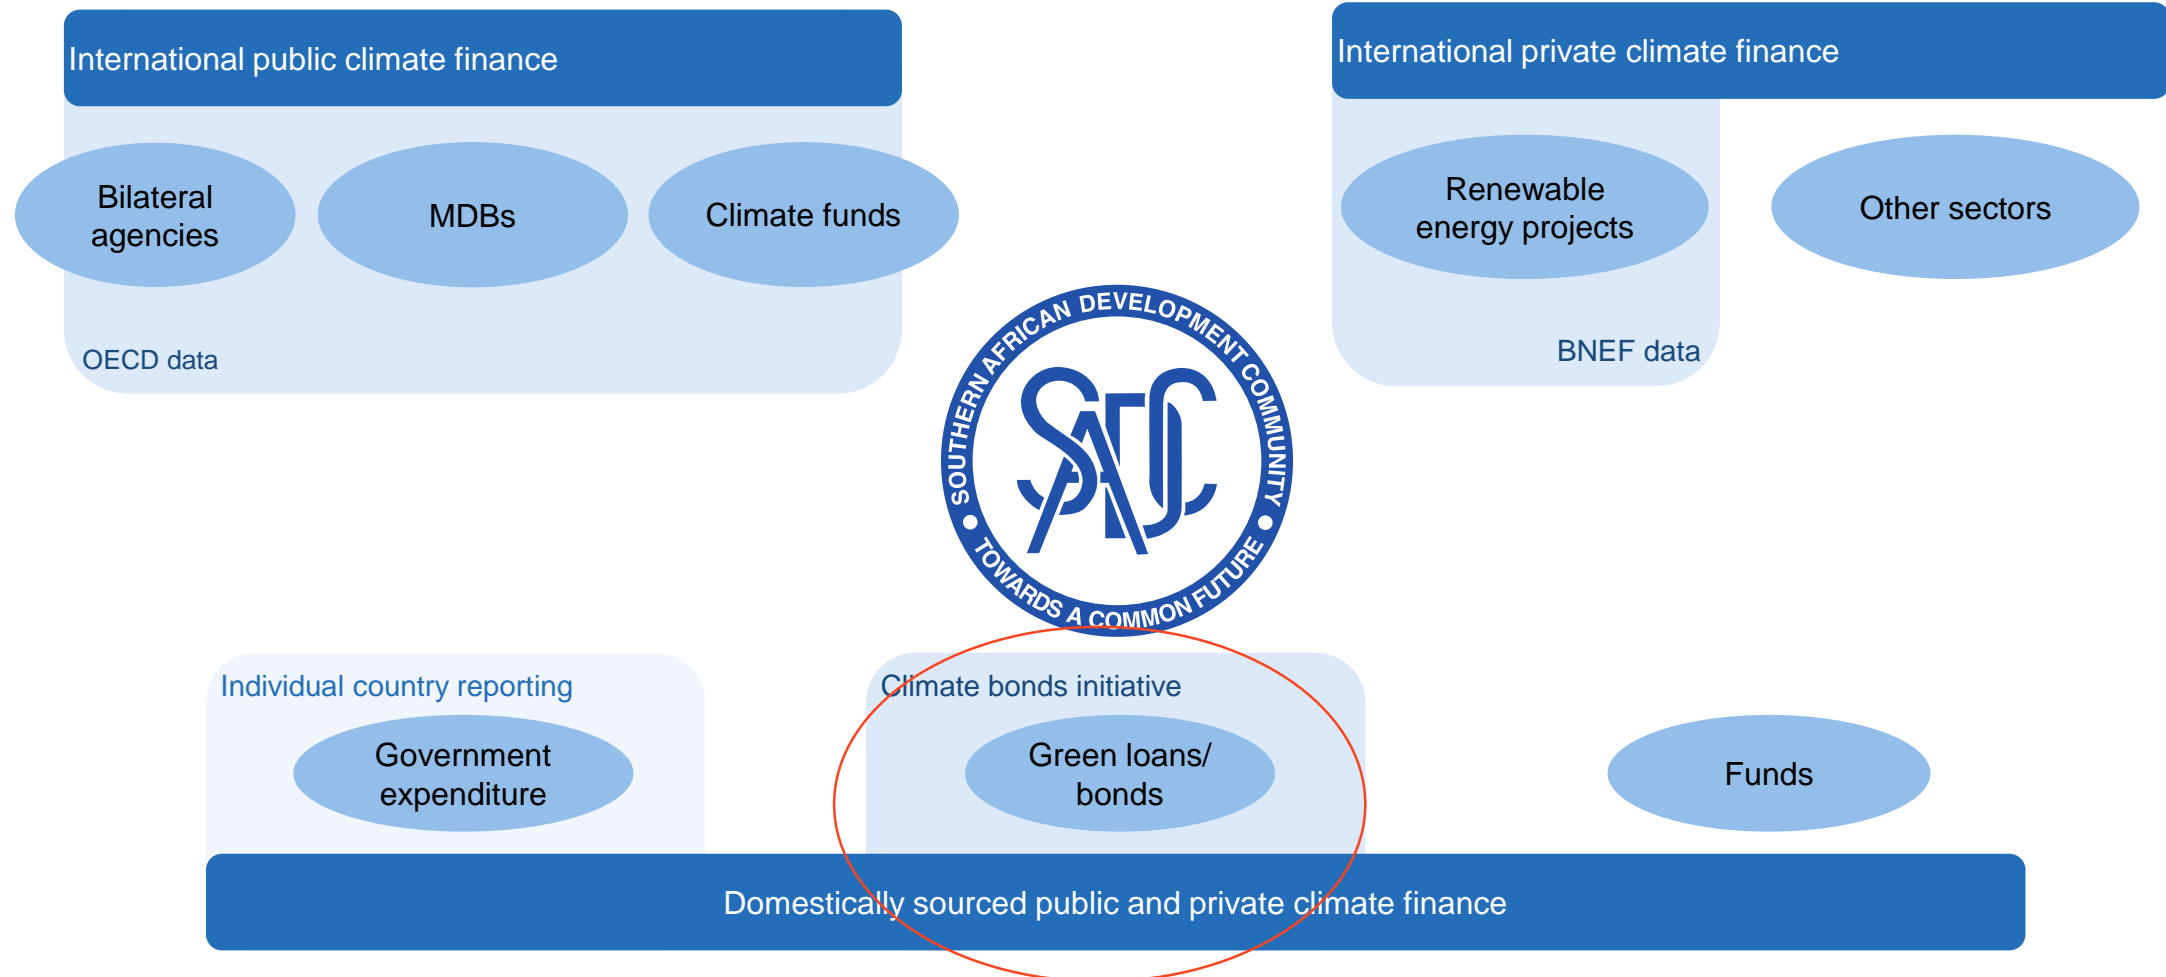 International public climate finance
International private climate finance
Bilateral
agencies
MDBs
Climate funds
Renewable
energy projects
Other sectors
OECD data
BNEF data
SOUTHERN AFRICAN DEVELOPMENT COMMUNITY
SADC
TOWARDS A COMMON FUTURE
Individual country reporting
Climate bonds initiative
Government
expenditure
Green loans/
bonds
Funds
Domestically sourced public and private climate finance